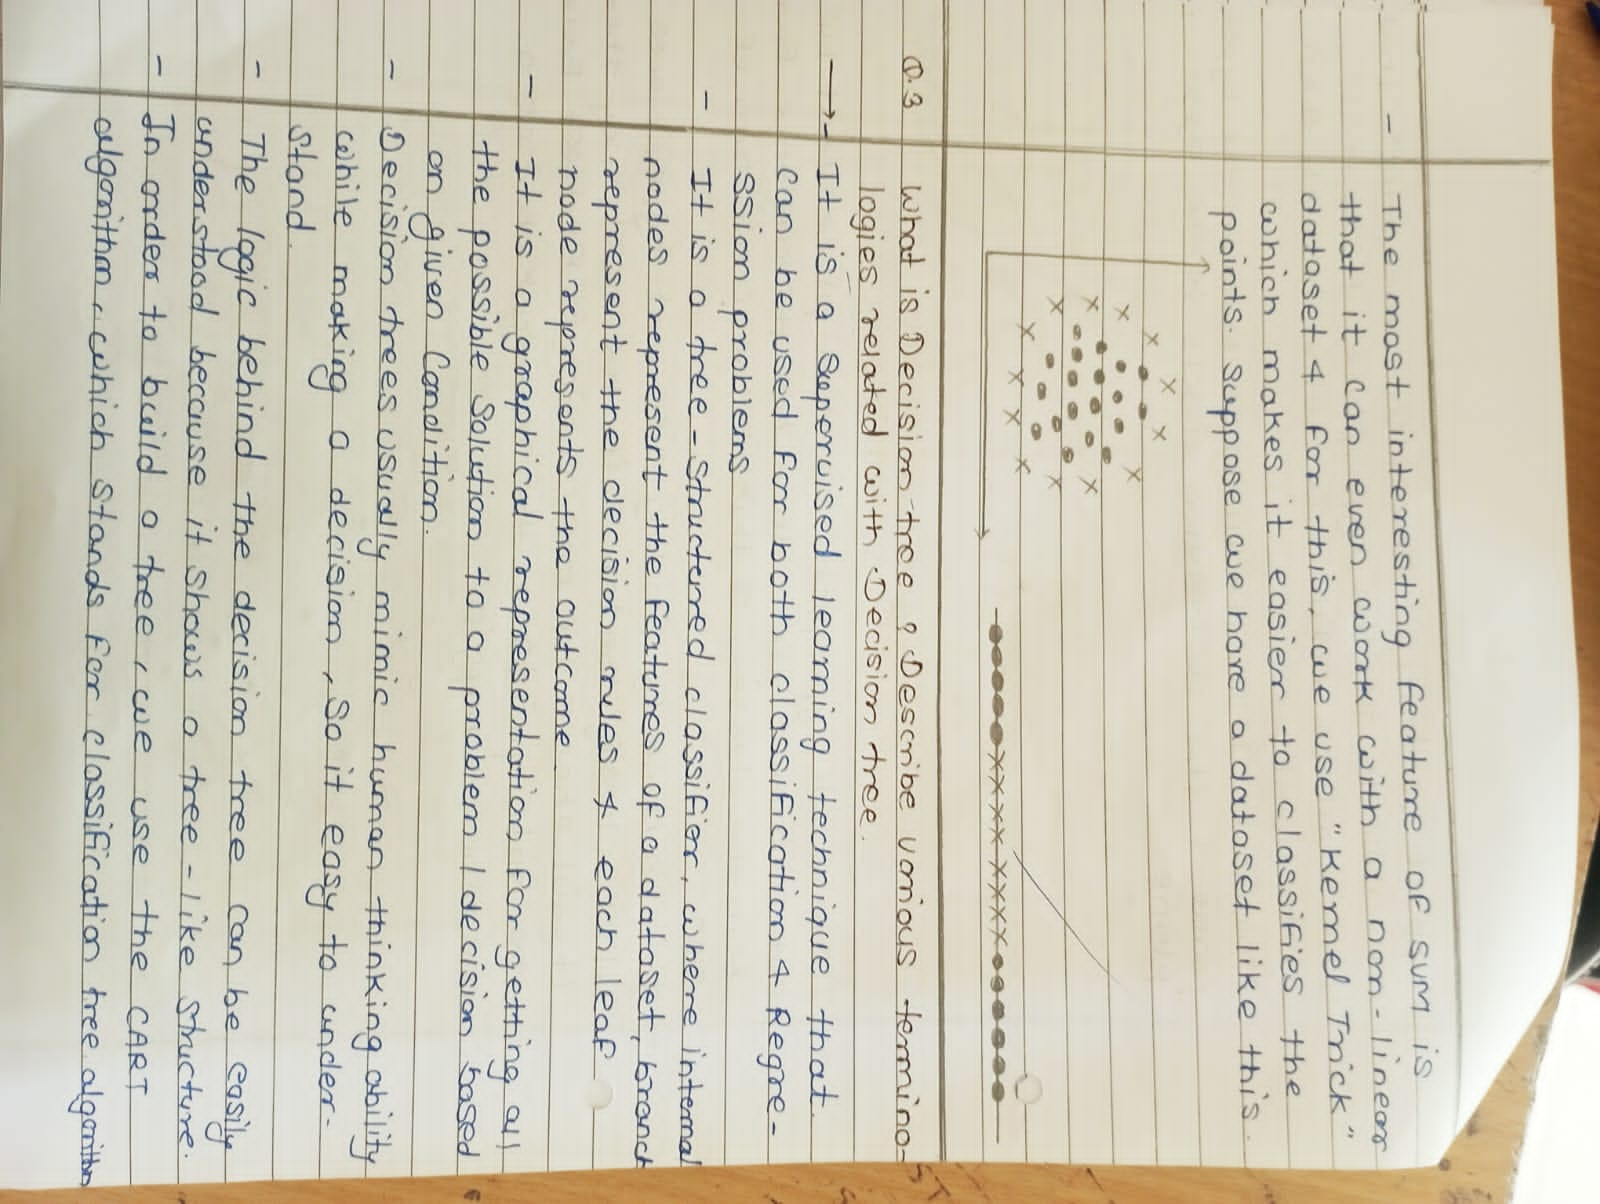 - The most interesting feature of SVM is
that it can even work with a non-linear
dataset & for this, we use "Kernel Trick"
which makes it easier to classifies the
points. Suppose we have a dataset like this.
Q.3 What is Decision tree? Describe various termino-
logies related with Decision tree.
→ - It is a supervised learning technique that
can be used for both classification & Regre-
ssion problems
- It is a tree-structured classifier, where internal
nodes represent the features of a dataset, branch
represent the decision rules & each leaf
node represents the outcome.
- It is a graphical representation for getting all
the possible solution to a problem / decision based
on given condition.
- Decision trees usually mimic human thinking ability
while making a decision, so it easy to under-
stand.
- The logic behind the decision tree can be easily
understood because it shows a tree-like structure.
- In order to build a tree, we use the CART
algorithm, which stands for classification tree algorithm